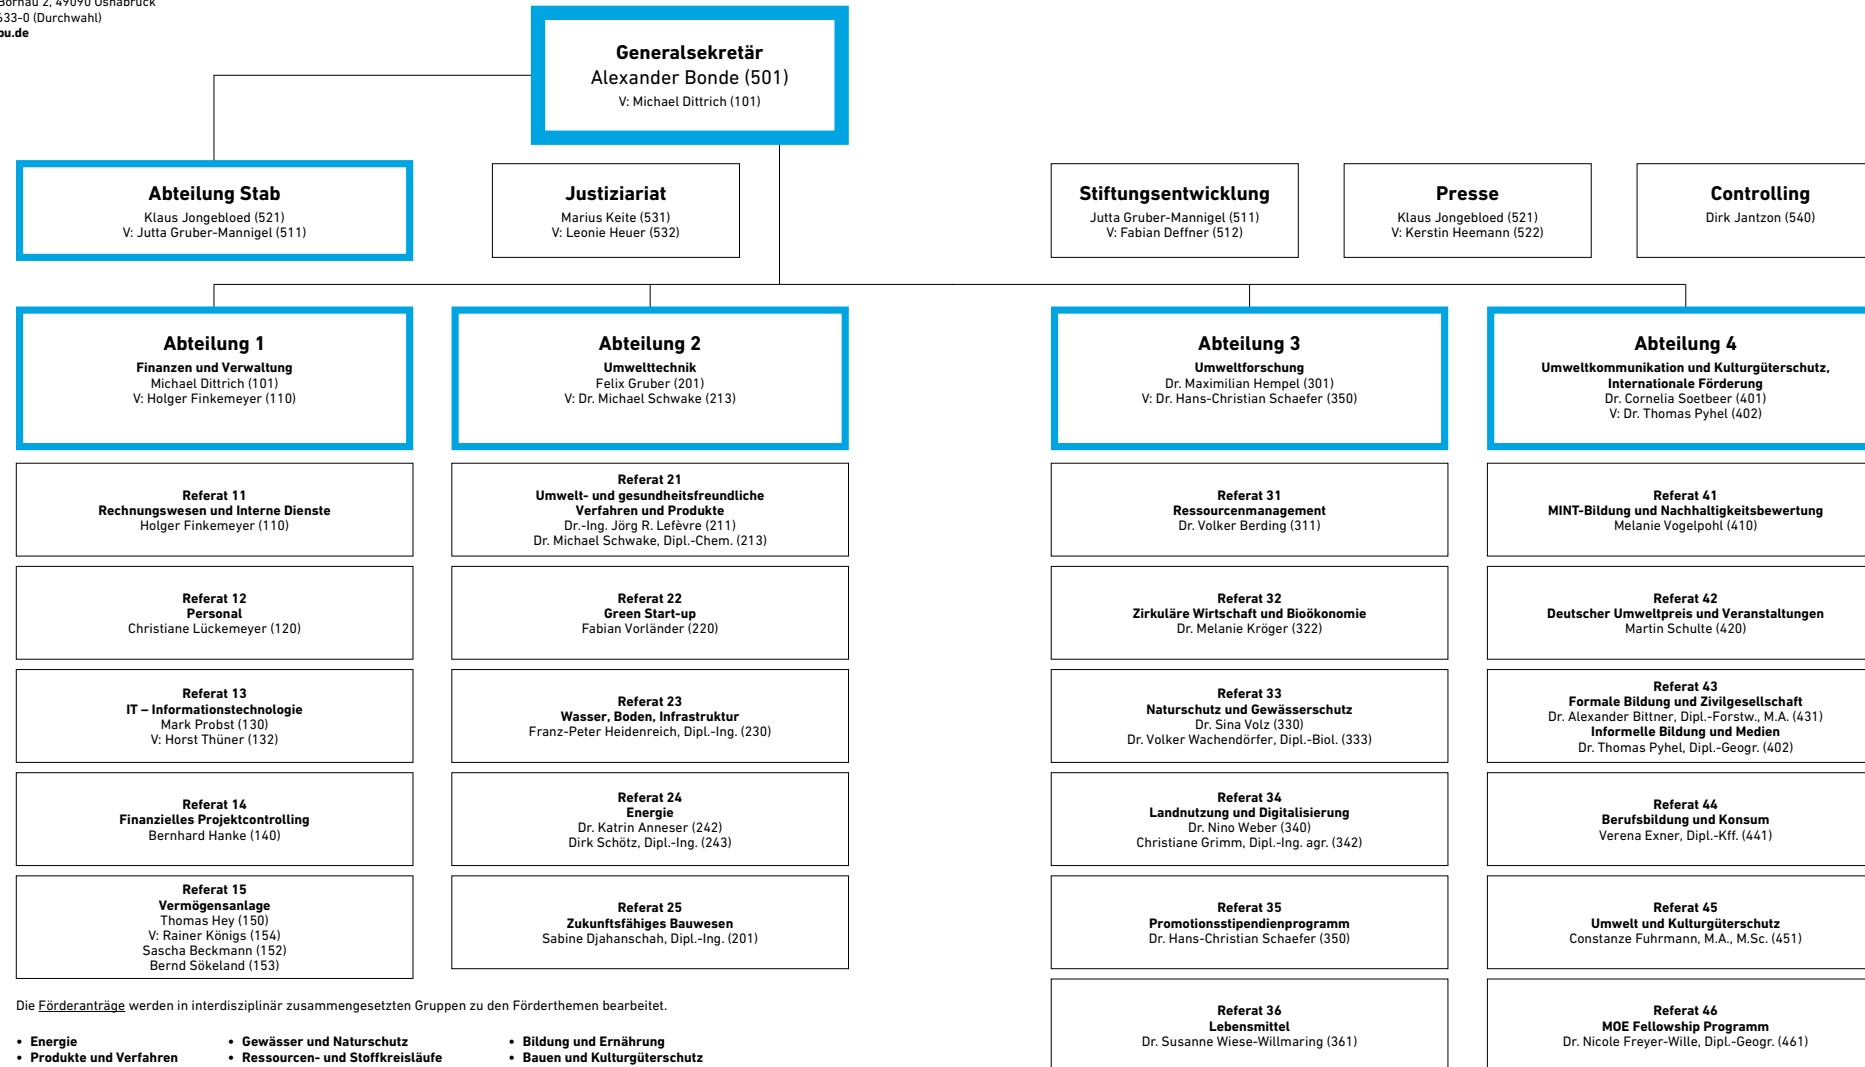 Bornau 2, 49090 Osnabrück
633-0 (Durchwahl)
bu.de
Generalsekretär
Alexander Bonde (501)
V: Michael Dittrich (101)
Abteilung Stab
Klaus Jongebloed (521)
V: Jutta Gruber-Mannigel (511)
Justiziariat
Marius Keite (531)
V: Leonie Heuer (532)
Stiftungsentwicklung
Jutta Gruber-Mannigel (511)
V: Fabian Deffner (512)
Presse
Klaus Jongebloed (521)
V: Kerstin Heemann (522)
Controlling
Dirk Jantzon (540)
Abteilung 1
Finanzen und Verwaltung
Michael Dittrich (101)
V: Holger Finkemeyer (110)
Abteilung 2
Umwelttechnik
Felix Gruber (201)
V: Dr. Michael Schwake (213)
Abteilung 3
Umweltforschung
Dr. Maximilian Hempel (301)
V: Dr. Hans-Christian Schaefer (350)
Abteilung 4
Umweltkommunikation und Kulturgüterschutz,
Internationale Förderung
Dr. Cornelia Soetbeer (401)
V: Dr. Thomas Pyhel (402)
Referat 11
Rechnungswesen und Interne Dienste
Holger Finkemeyer (110)
Referat 21
Umwelt- und gesundheitsfreundliche
Verfahren und Produkte
Dr.-Ing. Jörg R. Lefèvre (211)
Dr. Michael Schwake, Dipl.-Chem. (213)
Referat 31
Ressourcenmanagement
Dr. Volker Berding (311)
Referat 41
MINT-Bildung und Nachhaltigkeitsbewertung
Melanie Vogelpohl (410)
Referat 12
Personal
Christiane Lückemeyer (120)
Referat 22
Green Start-up
Fabian Vorländer (220)
Referat 32
Zirkuläre Wirtschaft und Bioökonomie
Dr. Melanie Kröger (322)
Referat 42
Deutscher Umweltpreis und Veranstaltungen
Martin Schulte (420)
Referat 13
IT – Informationstechnologie
Mark Probst (130)
V: Horst Thüner (132)
Referat 23
Wasser, Boden, Infrastruktur
Franz-Peter Heidenreich, Dipl.-Ing. (230)
Referat 33
Naturschutz und Gewässerschutz
Dr. Sina Volz (330)
Dr. Volker Wachendörfer, Dipl.-Biol. (333)
Referat 43
Formale Bildung und Zivilgesellschaft
Dr. Alexander Bittner, Dipl.-Forstw., M.A. (431)
Informelle Bildung und Medien
Dr. Thomas Pyhel, Dipl.-Geogr. (402)
Referat 14
Finanzielles Projektcontrolling
Bernhard Hanke (140)
Referat 24
Energie
Dr. Katrin Anneser (242)
Dirk Schötz, Dipl.-Ing. (243)
Referat 34
Landnutzung und Digitalisierung
Dr. Nino Weber (340)
Christiane Grimm, Dipl.-Ing. agr. (342)
Referat 44
Berufsbildung und Konsum
Verena Exner, Dipl.-Kff. (441)
Referat 15
Vermögensanlage
Thomas Hey (150)
V: Rainer Königs (154)
Sascha Beckmann (152)
Bernd Sökeland (153)
Referat 25
Zukunftsfähiges Bauwesen
Sabine Djahanschah, Dipl.-Ing. (201)
Referat 35
Promotionsstipendienprogramm
Dr. Hans-Christian Schaefer (350)
Referat 45
Umwelt und Kulturgüterschutz
Constanze Fuhrmann, M.A., M.Sc. (451)
Referat 36
Lebensmittel
Dr. Susanne Wiese-Willmaring (361)
Referat 46
MOE Fellowship Programm
Dr. Nicole Freyer-Wille, Dipl.-Geogr. (461)
Die Förderanträge werden in interdisziplinär zusammengesetzten Gruppen zu den Förderthemen bearbeitet.
• Energie
• Produkte und Verfahren
• Gewässer und Naturschutz
• Ressourcen- und Stoffkreisläufe
• Bildung und Ernährung
• Bauen und Kulturgüterschutz